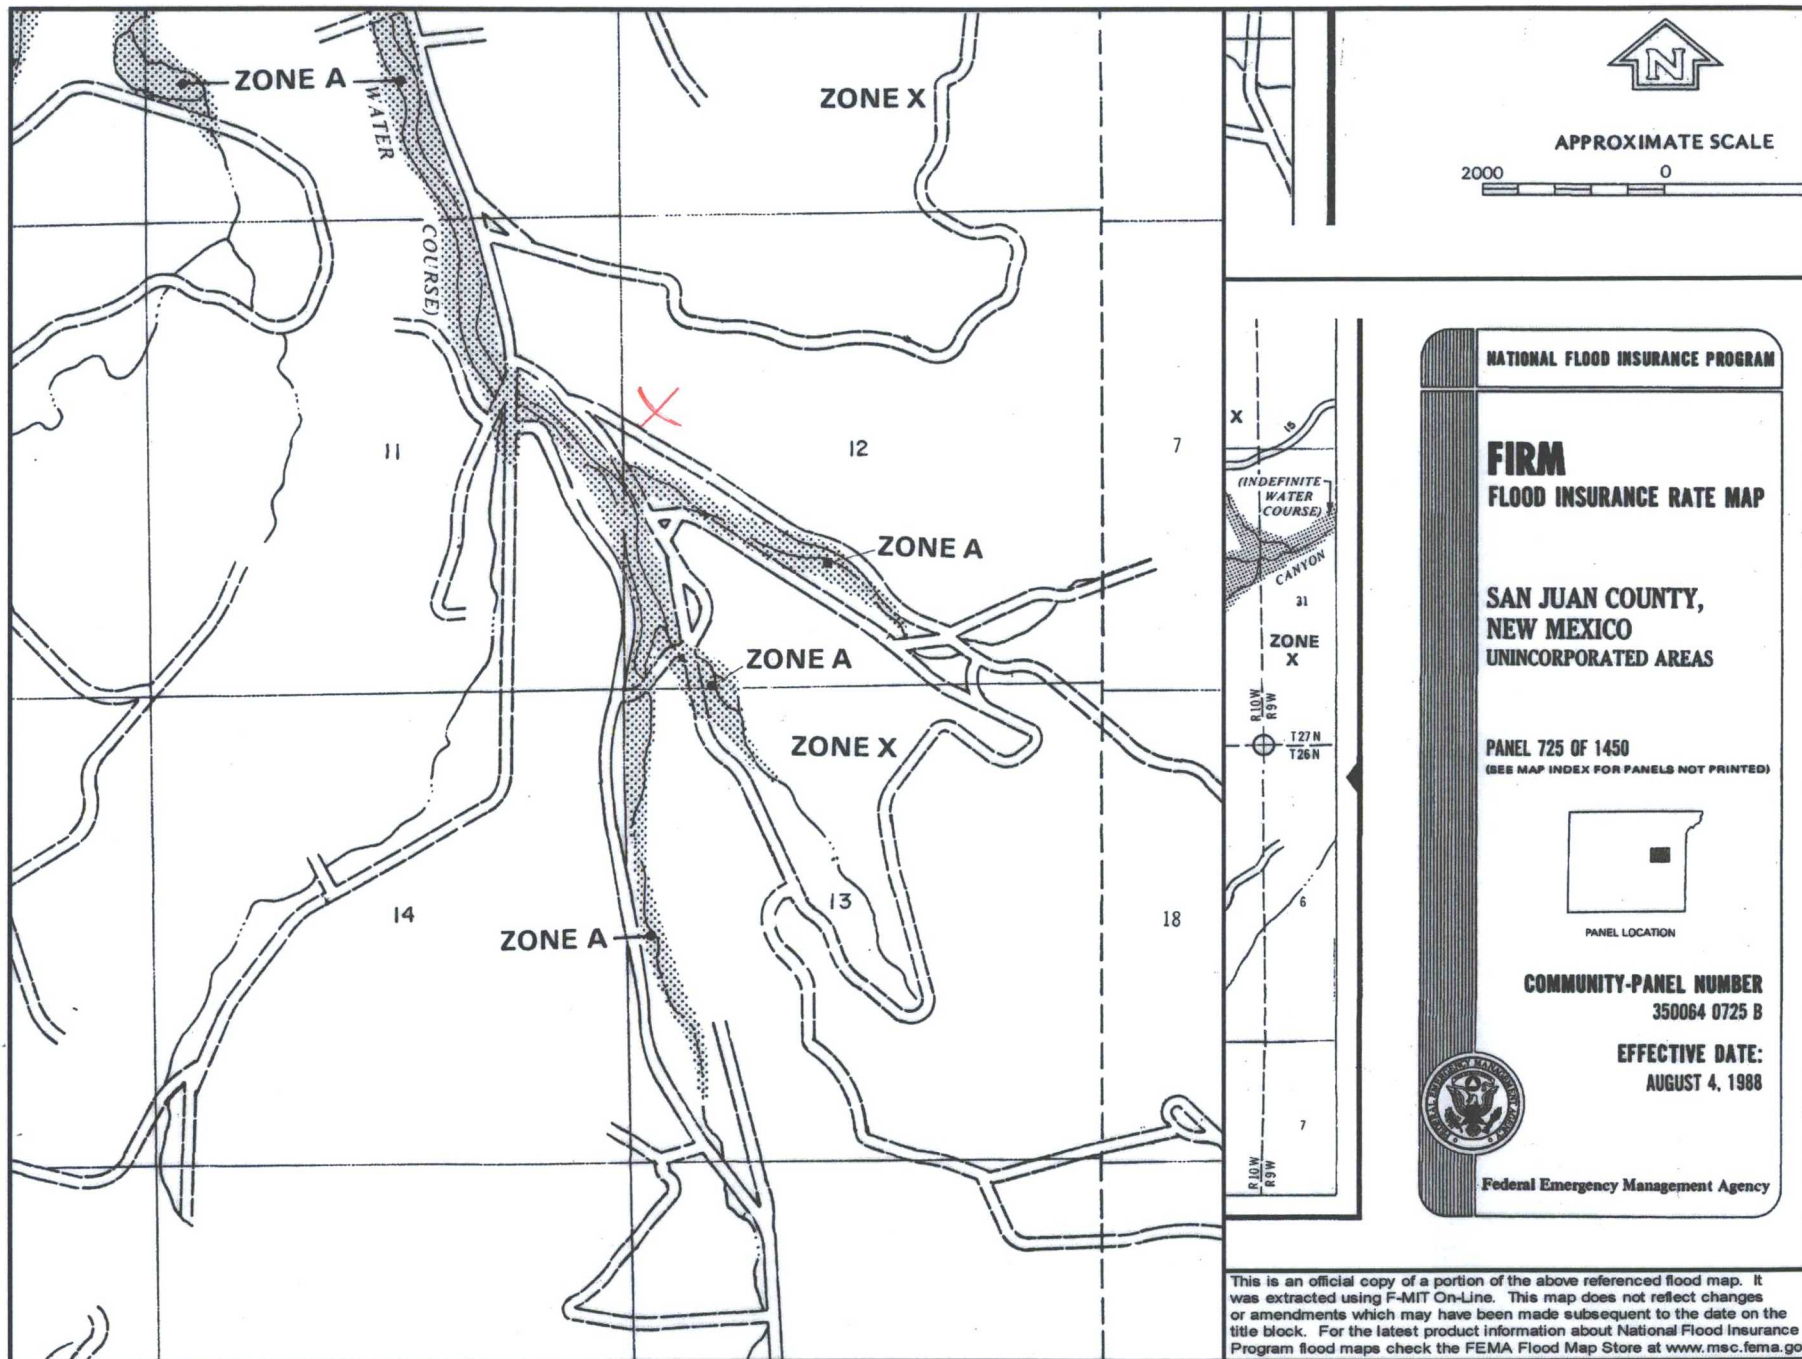 ZONE A
WATER
COURSE)
ZONE X
11
12
7
ZONE A
ZONE A
ZONE X
14
ZONE A
13
18
N
APPROXIMATE SCALE
2000 0
X
15
(INDEFINITE
WATER
COURSE)
CANYON
31
ZONE
X
R10W
R9W
T27N
T26N
6
7
R10W
R9W
NATIONAL FLOOD INSURANCE PROGRAM
FIRM
FLOOD INSURANCE RATE MAP
SAN JUAN COUNTY,
NEW MEXICO
UNINCORPORATED AREAS
PANEL 725 OF 1450
(SEE MAP INDEX FOR PANELS NOT PRINTED)
PANEL LOCATION
COMMUNITY-PANEL NUMBER
350064 0725 B
EFFECTIVE DATE:
AUGUST 4, 1988
FEDERAL EMERGENCY MANAGEMENT AGENCY
Federal Emergency Management Agency
This is an official copy of a portion of the above referenced flood map. It
was extracted using F-MIT On-Line. This map does not reflect changes
or amendments which may have been made subsequent to the date on the
title block. For the latest product information about National Flood Insurance
Program flood maps check the FEMA Flood Map Store at www.msc.fema.go